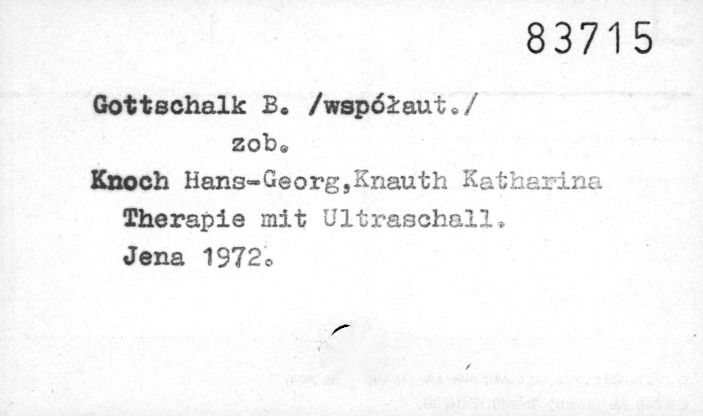 83715
Gottschalk B. /współaut./
zob.
Knoch Hans-Georg,Knauth Katharina
Therapie mit Ultraschall.
Jena 1972.